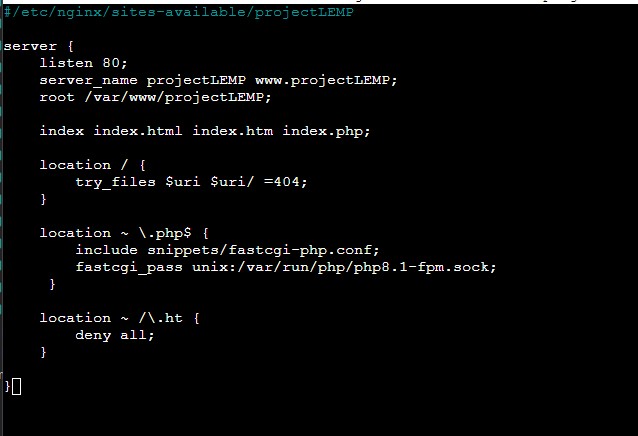 #/etc/nginx/sites-available/projectLEMP
server {
    listen 80;
    server_name projectLEMP www.projectLEMP;
    root /var/www/projectLEMP;
    index index.html index.htm index.php;
    location / {
        try_files $uri $uri/ =404;
    }
    location ~ \.php$ {
        include snippets/fastcgi-php.conf;
        fastcgi_pass unix:/var/run/php/php8.1-fpm.sock;
     }
    location ~ /\.ht {
        deny all;
    }
}